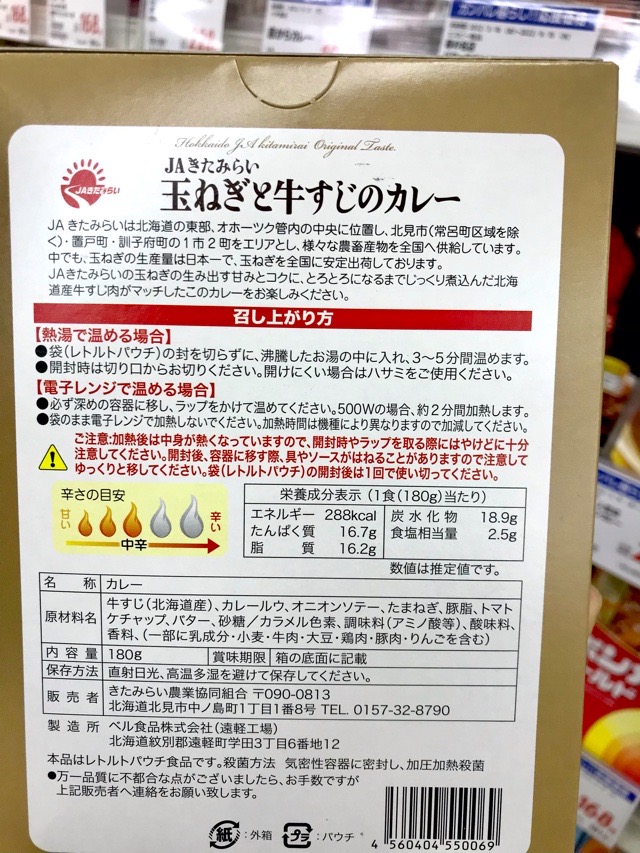 Hokkaido JA kitamirai Original Taste.
JAきたみらい
JAきたみらい
玉ねぎと牛すじのカレー
JAきたみらいは北海道の東部、オホーツク管内の中央に位置し、北見市(常呂町区域を除
く)・置戸町・訓子府町の1市2町をエリアとし、様々な農畜産物を全国へ供給しています。
中でも、玉ねぎの生産量は日本一で、玉ねぎを全国に安定出荷しております。
JAきたみらいの玉ねぎの生み出す甘みとコクに、とろとろになるまでじっくり煮込んだ北海
道産牛すじ肉がマッチしたこのカレーをお楽しみください。
召し上がり方
【熱湯で温める場合】
●袋(レトルトパウチ)の封を切らずに、沸騰したお湯の中に入れ、3〜5分間温めます。
●開封時は切り口からお切りください。開けにくい場合はハサミをご使用ください。
【電子レンジで温める場合】
●必ず深めの容器に移し、ラップをかけて温めてください。500Wの場合、約2分間加熱します。
●袋のまま電子レンジで加熱しないでください。加熱時間は機種により異なりますので加減してください。
ご注意:加熱後は中身が熱くなっていますので、開封時やラップを取る際にはやけどに十分
注意してください。開封後、容器に移す際、具やソースがはねることがありますので注意して
ゆっくりと移してください。袋(レトルトパウチ)の開封後は1回で使い切ってください。
辛さの目安
甘い
辛い
中辛
栄養成分表示(1食(180g)当たり)
エネルギー 288kcal 炭水化物 18.9g
たんぱく質 16.7g 食塩相当量 2.5g
脂質 16.2g
数値は推定値です。
名称 カレー
原材料名 牛すじ(北海道産)、カレールウ、オニオンソテー、たまねぎ、豚脂、トマト
ケチャップ、バター、砂糖/カラメル色素、調味料(アミノ酸等)、酸味料、
香料、(一部に乳成分・小麦・牛肉・大豆・鶏肉・豚肉・りんごを含む)
内容量 180g 賞味期限 箱の底面に記載
保存方法 直射日光、高温多湿を避けて保存してください。
販売者 きたみらい農業協同組合 〒090-0813
北海道北見市中ノ島町1丁目1番8号 TEL. 0157-32-8790
製造所 ベル食品株式会社(遠軽工場)
北海道紋別郡遠軽町学田3丁目6番地12
本品はレトルトパウチ食品です。殺菌方法 気密性容器に密封し、加圧加熱殺菌
●万一品質に不都合な点がございましたら、お手数ですが
上記販売者へ連絡をお願い致します。
紙:外箱 プラ:パウチ
4 560404 550069
168